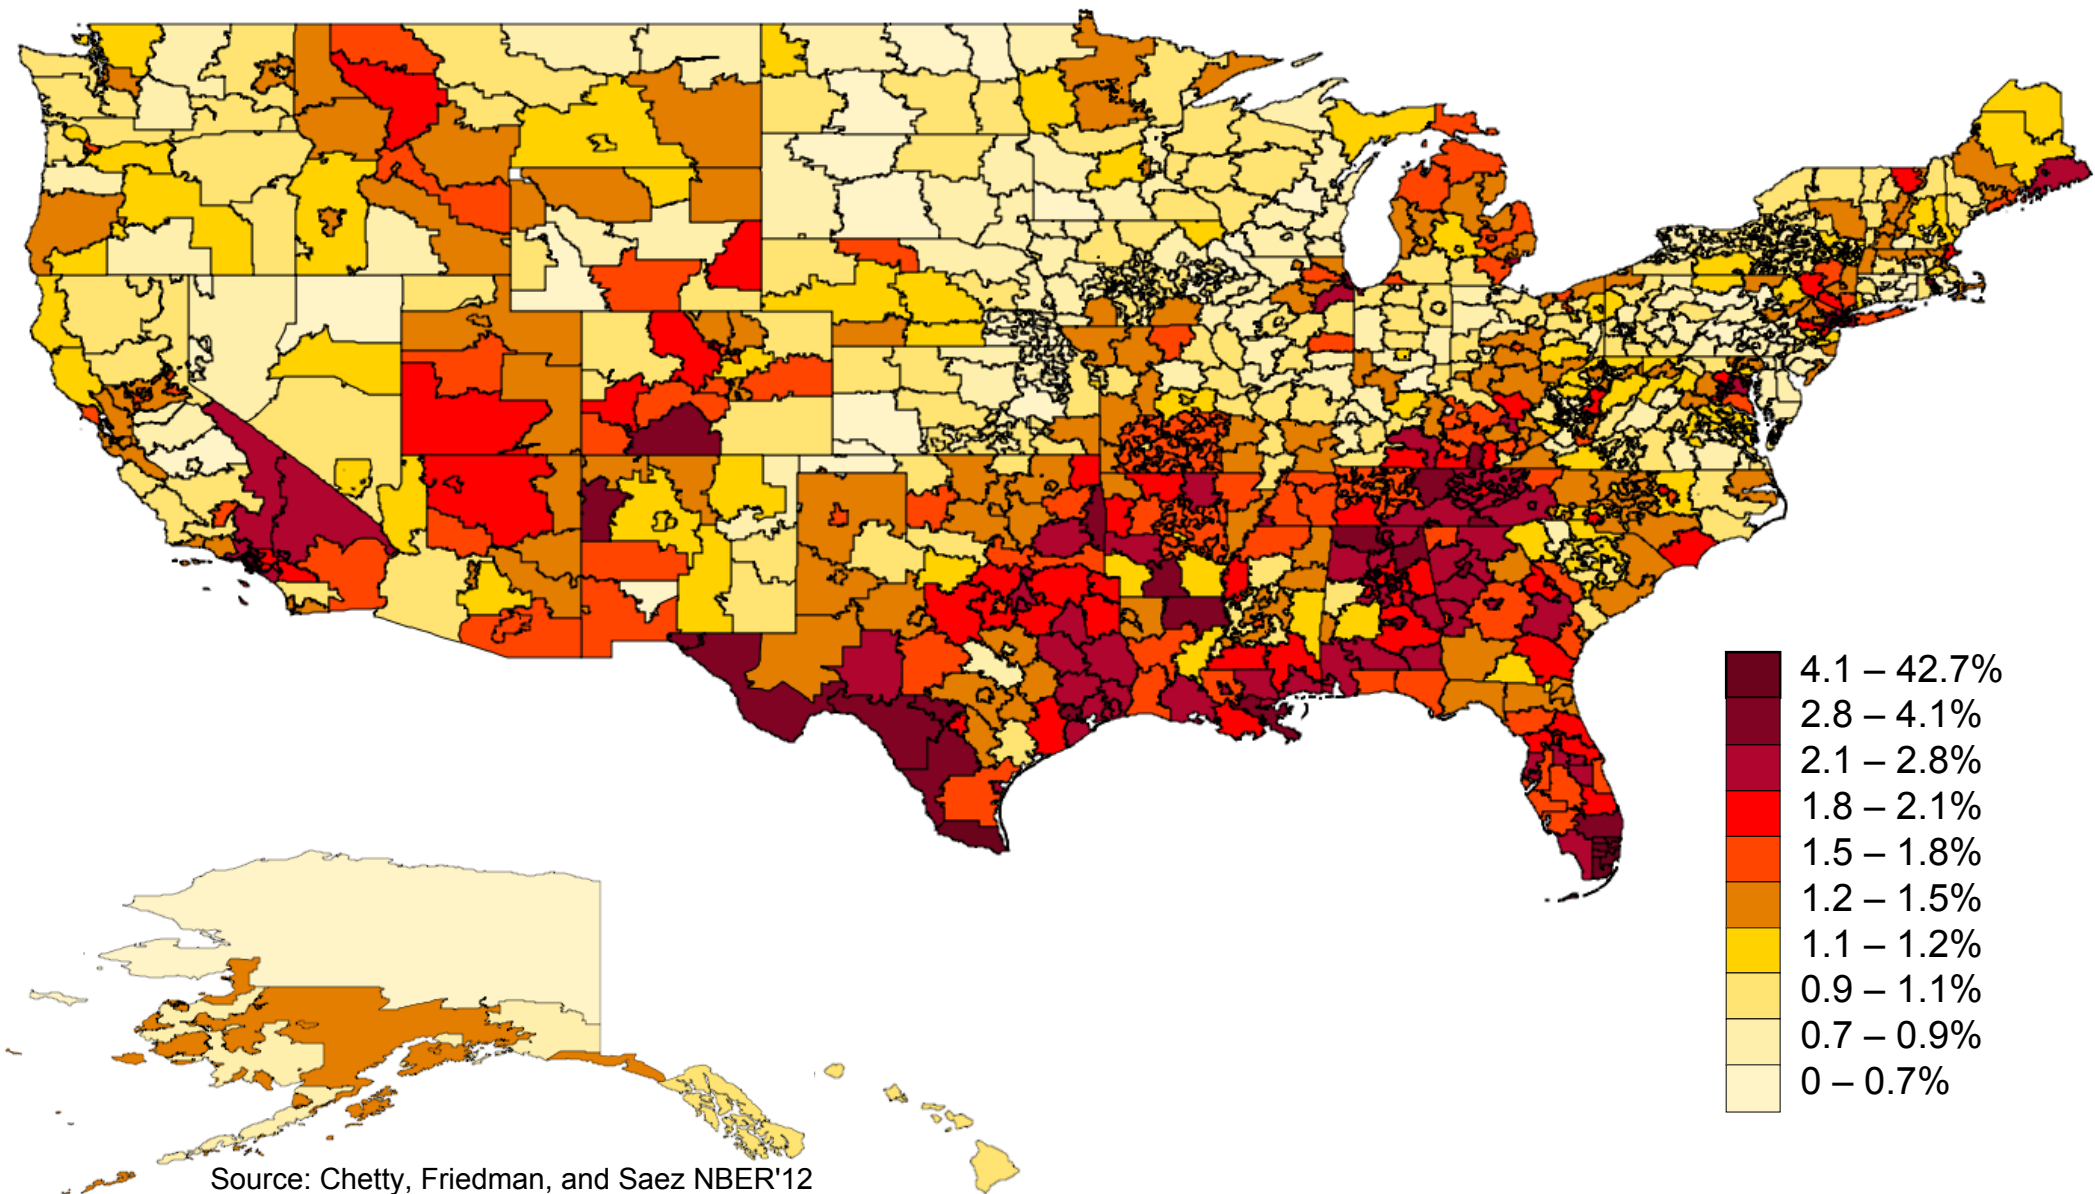 4.1 – 42.7%
2.8 – 4.1%
2.1 – 2.8%
1.8 – 2.1%
1.5 – 1.8%
1.2 – 1.5%
1.1 – 1.2%
0.9 – 1.1%
0.7 – 0.9%
0 – 0.7%
Source: Chetty, Friedman, and Saez NBER'12